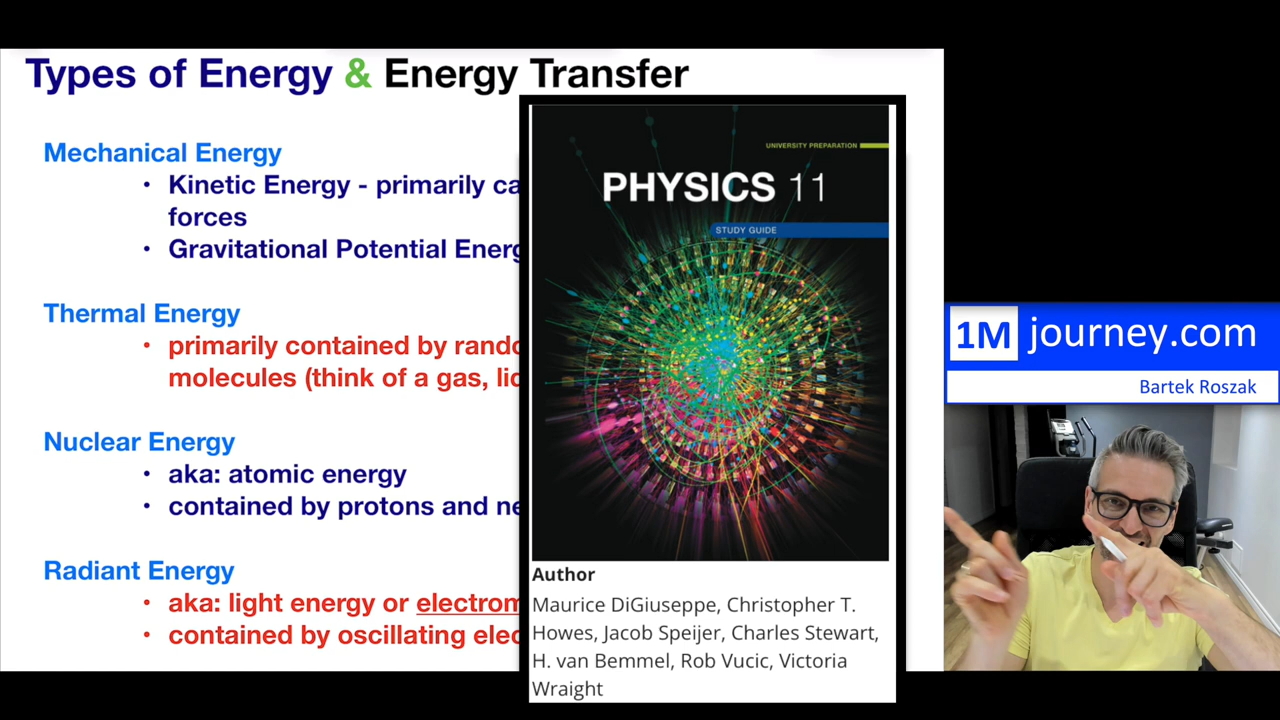 Types of Energy & Energy Transfer
Mechanical Energy
• Kinetic Energy - primarily ca
forces
• Gravitational Potential Energ
Thermal Energy
• primarily contained by rando
molecules (think of a gas, liq
Nuclear Energy
• aka: atomic energy
• contained by protons and ne
Radiant Energy
• aka: light energy or electrom
• contained by oscillating elec
UNIVERSITY PREPARATION
PHYSICS 11
STUDY GUIDE
Author
Maurice DiGiuseppe, Christopher T.
Howes, Jacob Speijer, Charles Stewart,
H. van Bemmel, Rob Vucic, Victoria
Wraight
1M journey.com
Bartek Roszak